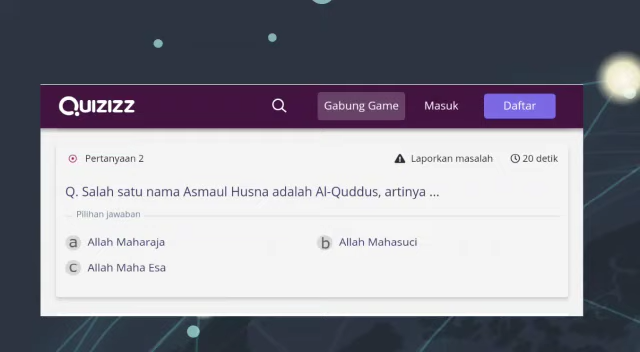 QUIZIZZ
Gabung Game
Masuk
Daftar
Pertanyaan 2
Laporkan masalah
20 detik
Q. Salah satu nama Asmaul Husna adalah Al-Quddus, artinya ...
Pilihan jawaban
a Allah Maharaja
b Allah Mahasuci
c Allah Maha Esa